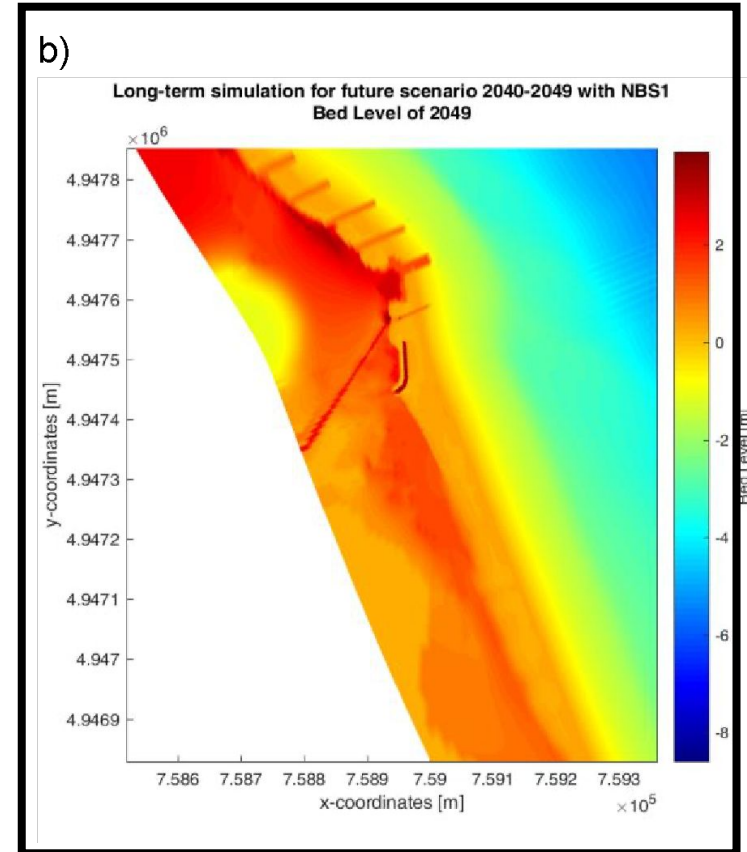 b)
Long-term simulation for future scenario 2040-2049 with NBS1
Bed Level of 2049
×10⁶
4.9478
4.9477
4.9476
4.9475
4.9474
4.9473
4.9472
4.9471
4.947
4.9469
y-coordinates [m]
7.586 7.587 7.588 7.589 7.59 7.591 7.592 7.593
x-coordinates [m]
×10⁵
2
0
-2
-4
-6
-8
Bed Level [m]